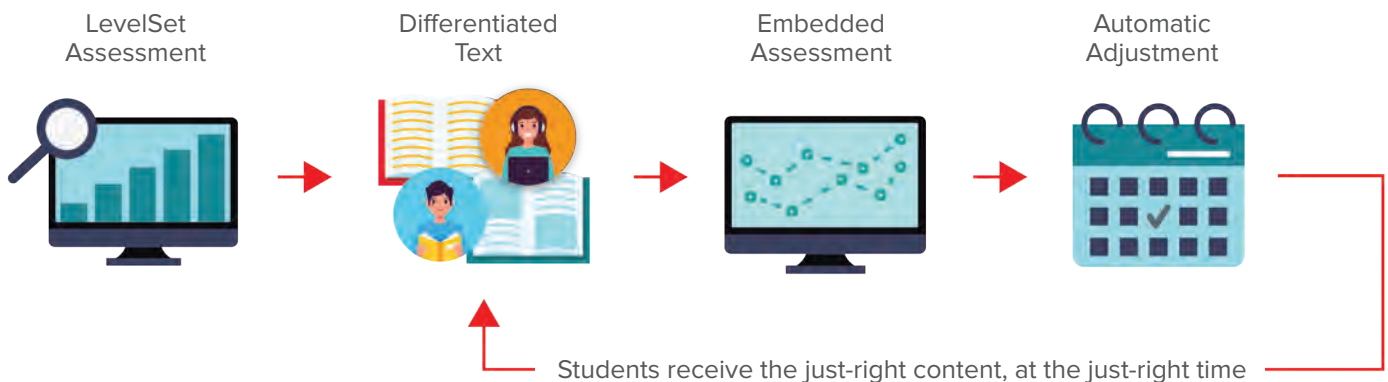 LevelSet
Assessment
Differentiated
Text
Embedded
Assessment
Automatic
Adjustment
Students receive the just-right content, at the just-right time